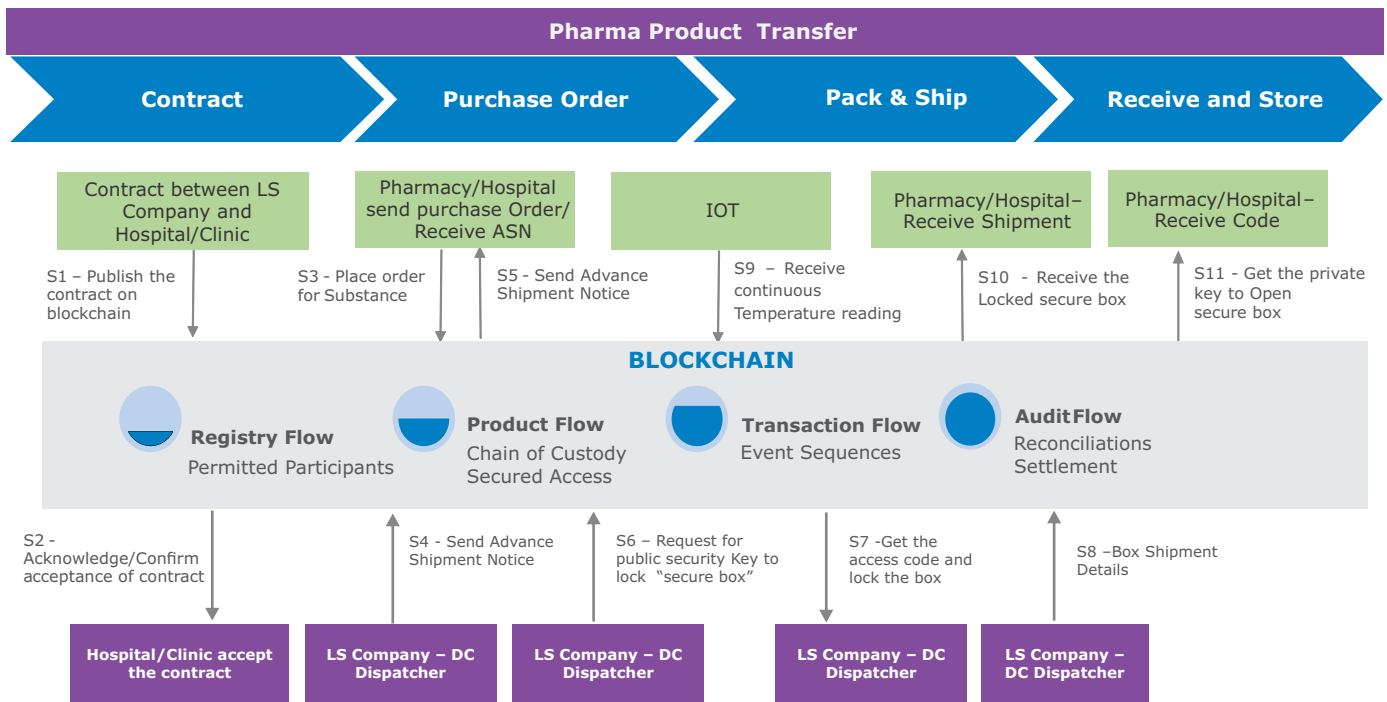 Pharma Product Transfer
Contract
Purchase Order
Pack & Ship
Receive and Store
Contract between LS
Company and
Hospital/Clinic
Pharmacy/Hospital
send purchase Order/
Receive ASN
IOT
Pharmacy/Hospital–
Receive Shipment
Pharmacy/Hospital–
Receive Code
S1 – Publish the
contract on
blockchain
S3 - Place order
for Substance
S5 - Send Advance
Shipment Notice
S9 – Receive
continuous
Temperature reading
S10 - Receive the
Locked secure box
S11 - Get the private
key to Open
secure box
BLOCKCHAIN
Registry Flow
Permitted Participants
Product Flow
Chain of Custody
Secured Access
Transaction Flow
Event Sequences
AuditFlow
Reconciliations
Settlement
S2 -
Acknowledge/Confirm
acceptance of contract
S4 - Send Advance
Shipment Notice
S6 – Request for
public security Key to
lock “secure box”
S7 -Get the
access code and
lock the box
S8 –Box Shipment
Details
Hospital/Clinic accept
the contract
LS Company – DC
Dispatcher
LS Company – DC
Dispatcher
LS Company – DC
Dispatcher
LS Company –
DC Dispatcher